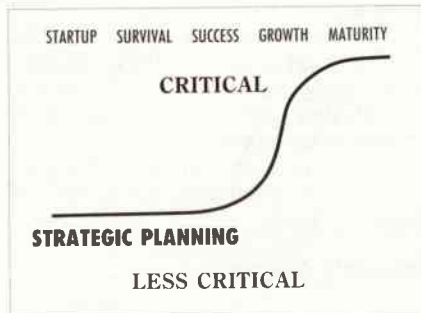 STARTUP SURVIVAL SUCCESS GROWTH MATURITY
CRITICAL
STRATEGIC PLANNING
LESS CRITICAL